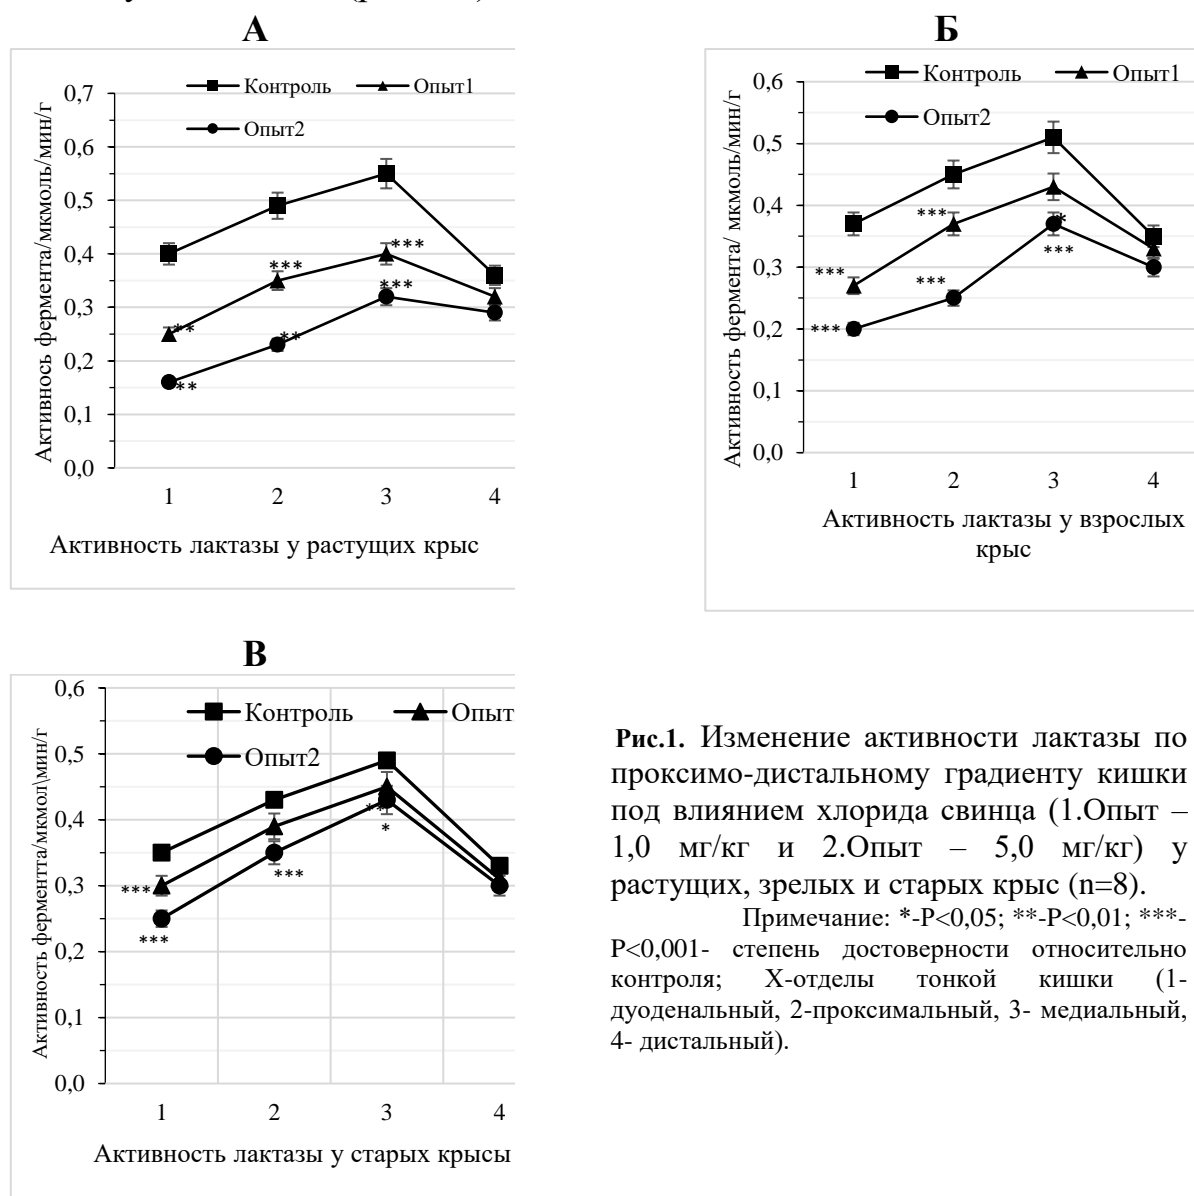 А
Контроль
Опыт1
Опыт2
0,7
0,6
0,5
0,4
0,3
0,2
0,1
0,0
Активнось фермента/мкмоль/мин/г
***
***
**
***
**
**
1
2
3
4
Активность лактазы у растущих крыс
Б
Контроль
Опыт1
Опыт2
0,6
0,5
0,4
0,3
0,2
0,1
0,0
Активность фермента/ мкмоль/мин/г
***
*
***
***
***
***
1
2
3
4
Активность лактазы у взрослых
крыс
В
Контроль
Опыт
Опыт2
0,6
0,5
0,4
0,3
0,2
0,1
0,0
Активность ферментта/мкмол\мин/г
***
***
***
*
1
2
3
4
Активность лактазы у старых крысы
Рис.1. Изменение активности лактазы по
проксимо-дистальному градиенту кишки
под влиянием хлорида свинца (1.Опыт –
1,0 мг/кг и 2.Опыт – 5,0 мг/кг) у
растущих, зрелых и старых крыс (n=8).
Примечание: *-P<0,05; **-P<0,01; ***-
P<0,001- степень достоверности относительно
контроля; Х-отделы тонкой кишки (1-
дуоденальный, 2-проксимальный, 3- медиальный,
4- дистальный).